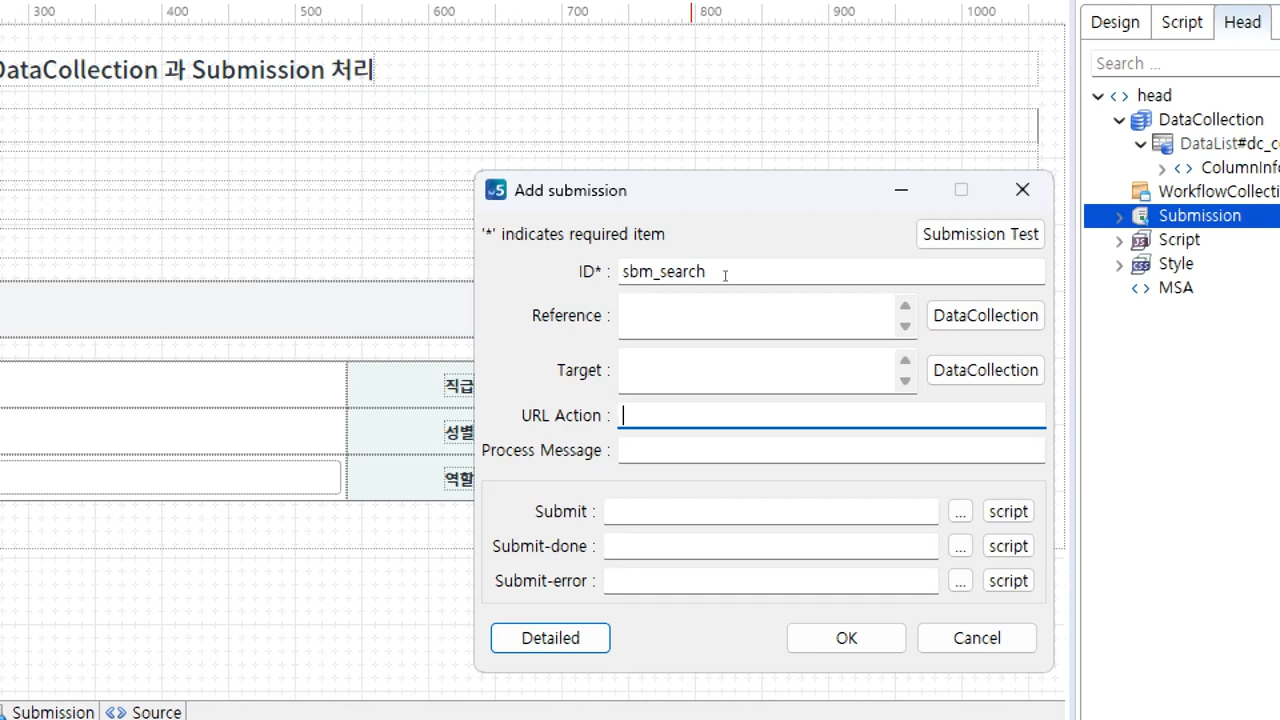 300 400 500 600 700 800 900 1000
DataCollection 과 Submission 처리
직급
성별
역할
Add submission
'*' indicates required item
Submission Test
ID* : sbm_search
Reference : DataCollection
Target : DataCollection
URL Action :
Process Message :
Submit : ... script
Submit-done : ... script
Submit-error : ... script
Detailed OK Cancel
Design Script Head
Search ...
head
DataCollection
DataList#dc_c
ColumnInfo
WorkflowCollecti
Submission
Script
Style
MSA
Submission Source